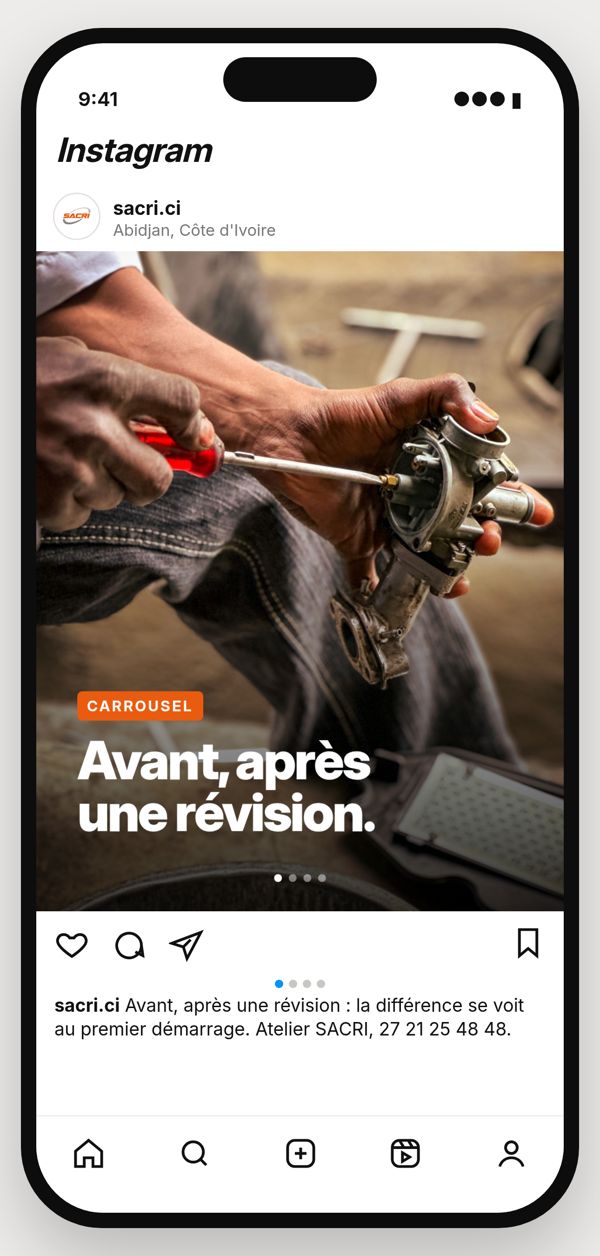 9:41
Instagram
SACRI
sacri.ci
Abidjan, Côte d'Ivoire
CARROUSEL
Avant, après
une révision.
sacri.ci Avant, après une révision : la différence se voit
au premier démarrage. Atelier SACRI, 27 21 25 48 48.